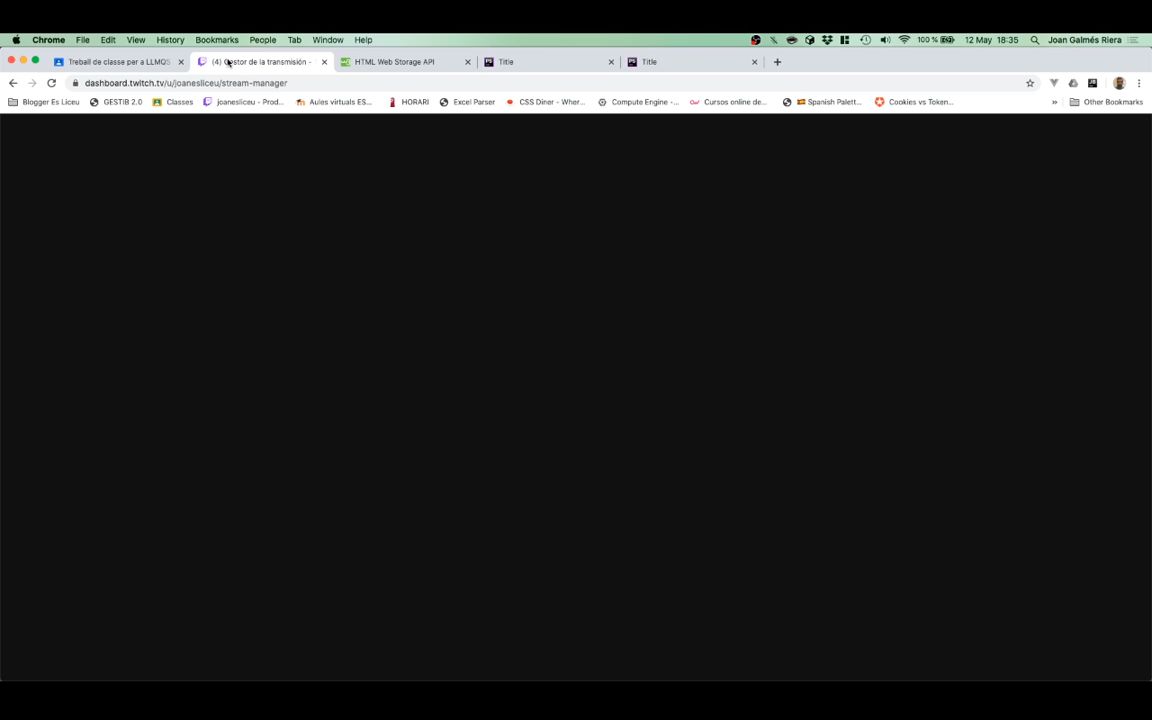 Chrome File Edit View History Bookmarks People Tab Window Help 100 % 12 May 18:35 Joan Galmés Riera
Treball de classe per a LLMQS (4) Gestor de la transmisión - HTML Web Storage API Title Title
dashboard.twitch.tv/u/joanesliceu/stream-manager
Blogger Es Liceu GESTIB 2.0 Classes joanesliceu - Prod... Aules virtuals ES... HORARI Excel Parser CSS Diner - Wher... Compute Engine -... Cursos online de... Spanish Palett... Cookies vs Token... » Other Bookmarks